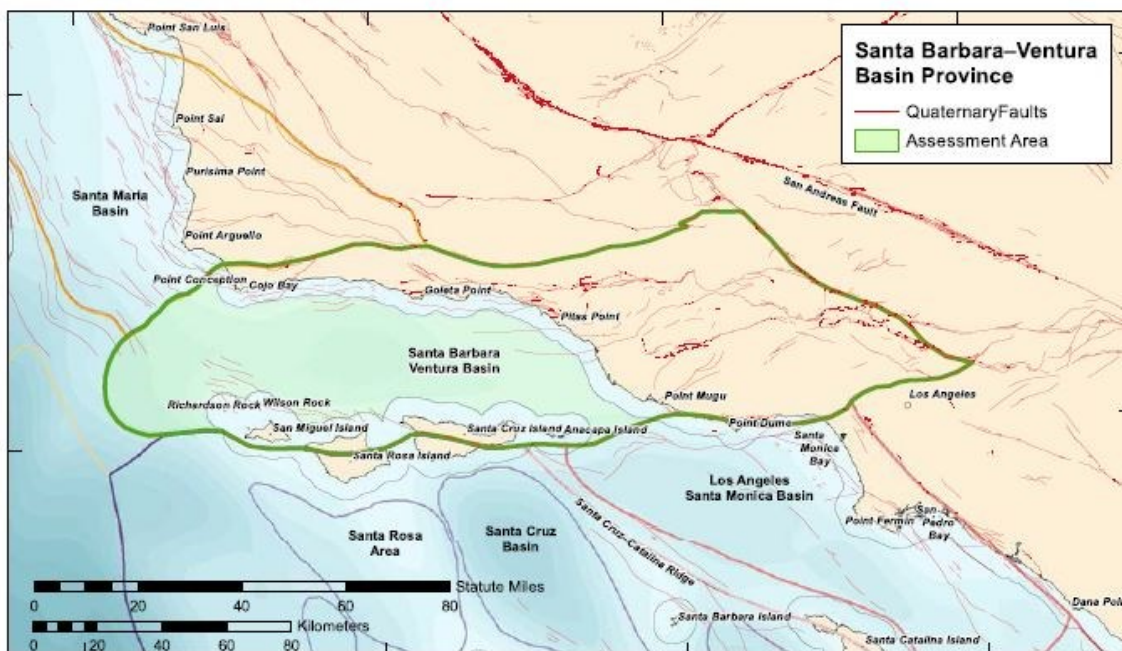 Point San Luis
Santa Barbara–Ventura
Basin Province
QuaternaryFaults
Assessment Area
Point Sal
Purisima Point
San Andreas Fault
Santa Maria
Basin
Point Arguello
Point Conception
Cojo Bay
Goleta Point
Pitas Point
Santa Barbara
Ventura Basin
Los Angeles
Point Mugu
Richardson Rock
Wilson Rock
San Miguel Island
Santa Cruz Island
Anacapa Island
Point Dume
Santa
Monica
Bay
Santa Rosa Island
Los Angeles
Santa Monica Basin
Point Fermin
San
Pedro
Bay
Santa Rosa
Area
Santa Cruz
Basin
Santa Cruz–Catalina Ridge
Statute Miles
0 20 40 60 80
Kilometers
0 20 40 60 80
Santa Barbara Island
Santa Catalina Island
Dana Poi